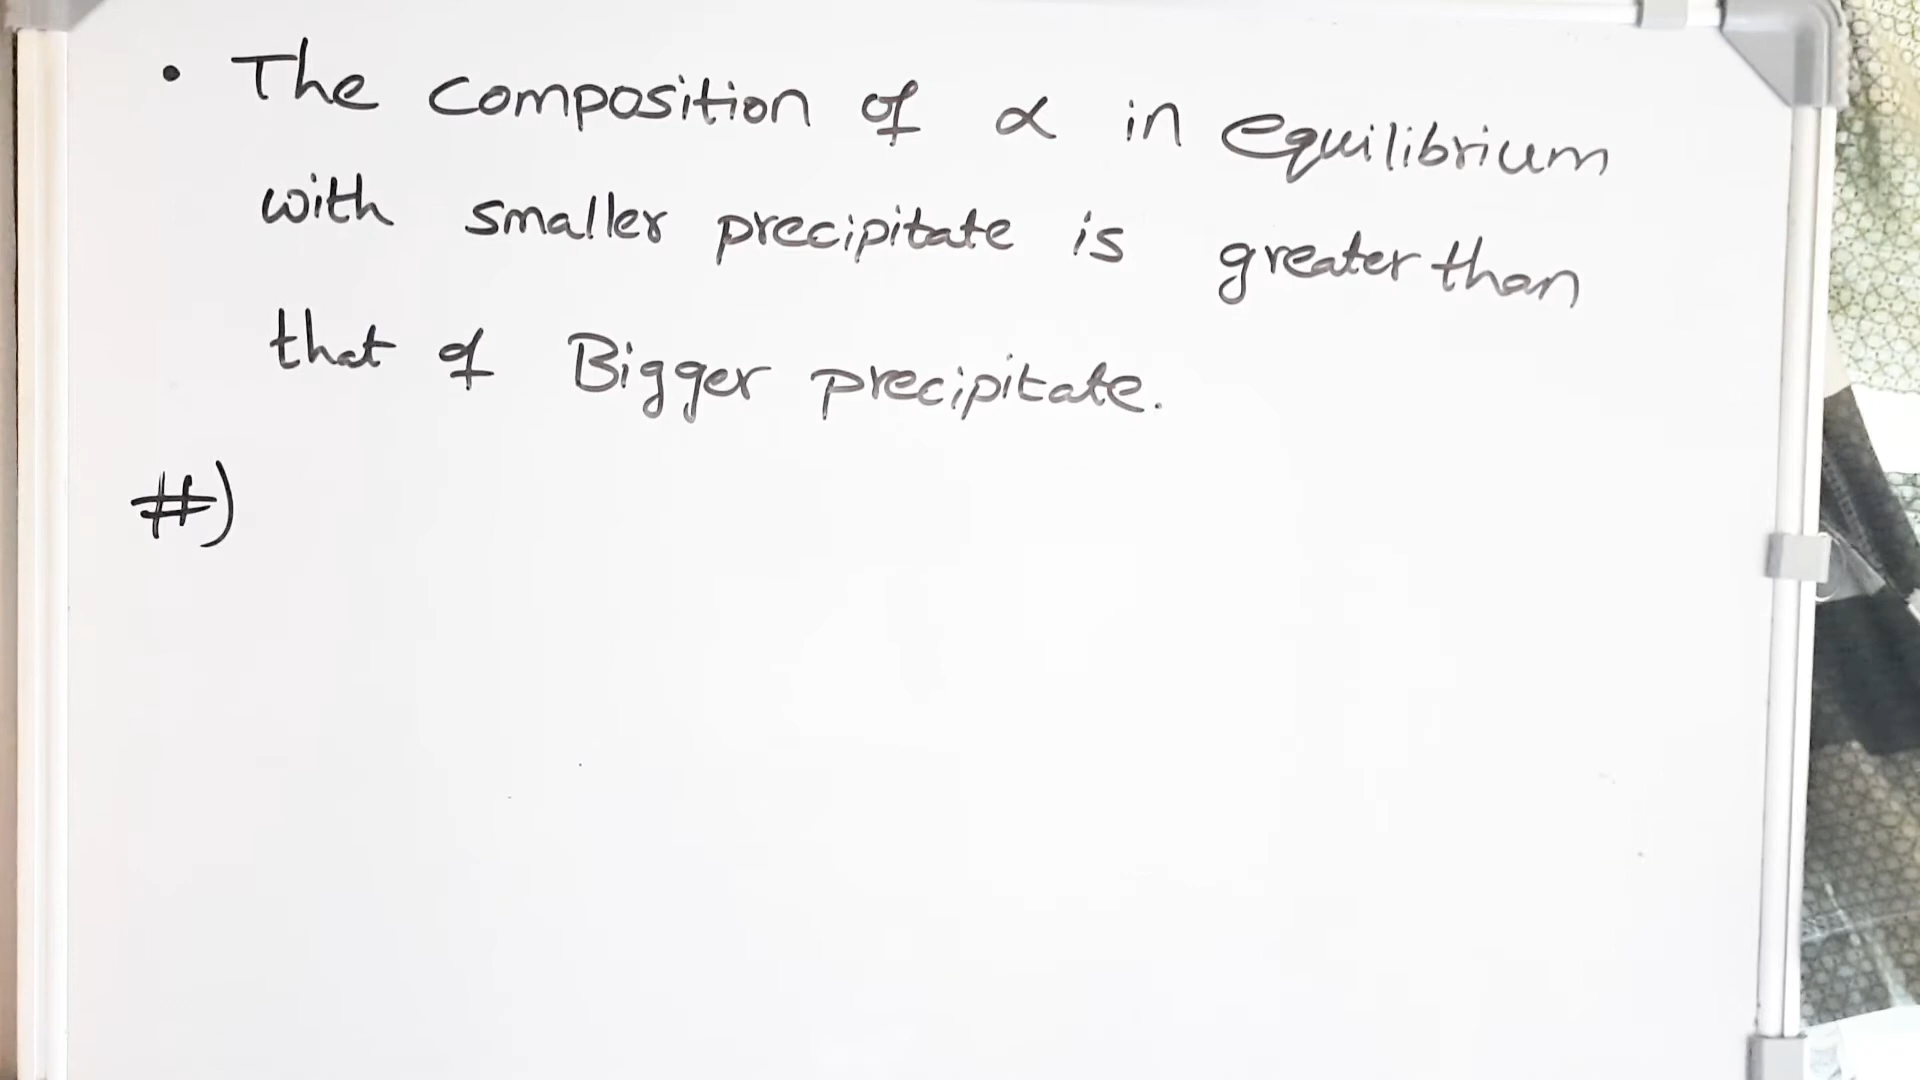 • The composition of α in equilibrium
with smaller precipitate is greater than
that of Bigger precipitate.
#)